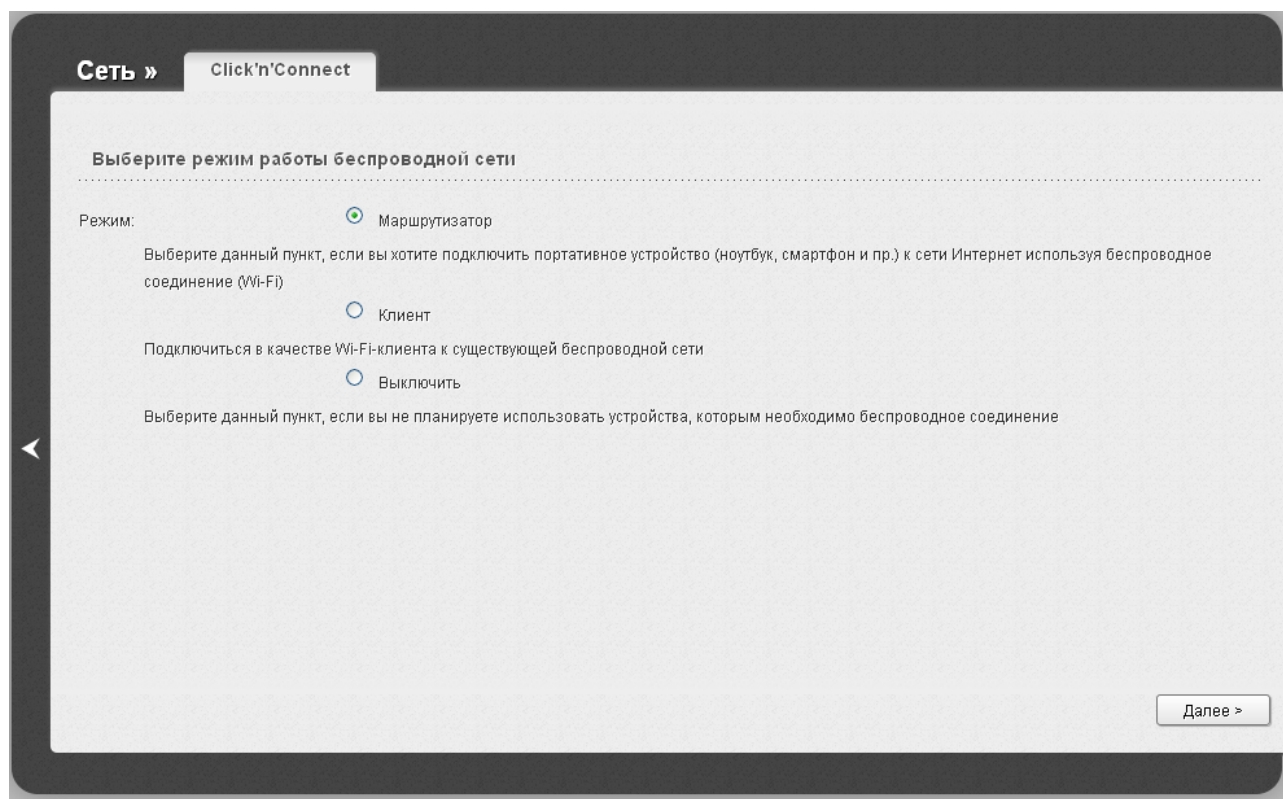 Сеть »
Click'n'Connect
Выберите режим работы беспроводной сети
Режим:
Маршрутизатор
Выберите данный пункт, если вы хотите подключить портативное устройство (ноутбук, смартфон и пр.) к сети Интернет используя беспроводное
соединение (Wi-Fi)
Клиент
Подключиться в качестве Wi-Fi-клиента к существующей беспроводной сети
Выключить
Выберите данный пункт, если вы не планируете использовать устройства, которым необходимо беспроводное соединение
Далее >